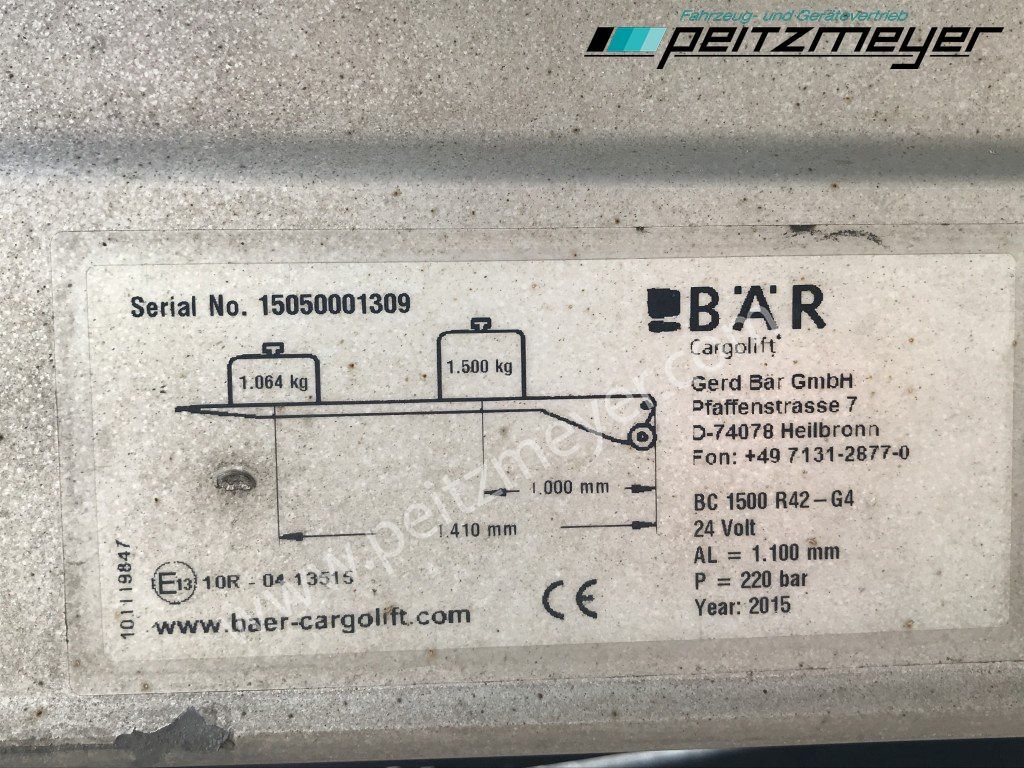 Fahrzeug- und Gerätevertrieb
peitzmeyer
Serial No. 15050001309
1.064 kg
1.500 kg
1.000 mm
1.410 mm
BÄR
Cargolift
Gerd Bär GmbH
Pfaffenstrasse 7
D-74078 Heilbronn
Fon: +49 7131-2877-0
BC 1500 R42-G4
24 Volt
AL = 1.100 mm
P = 220 bar
Year: 2015
10.1119847
E13 10R - 04 13515
www.baer-cargolift.com
CE
www.peitzmeyer.com